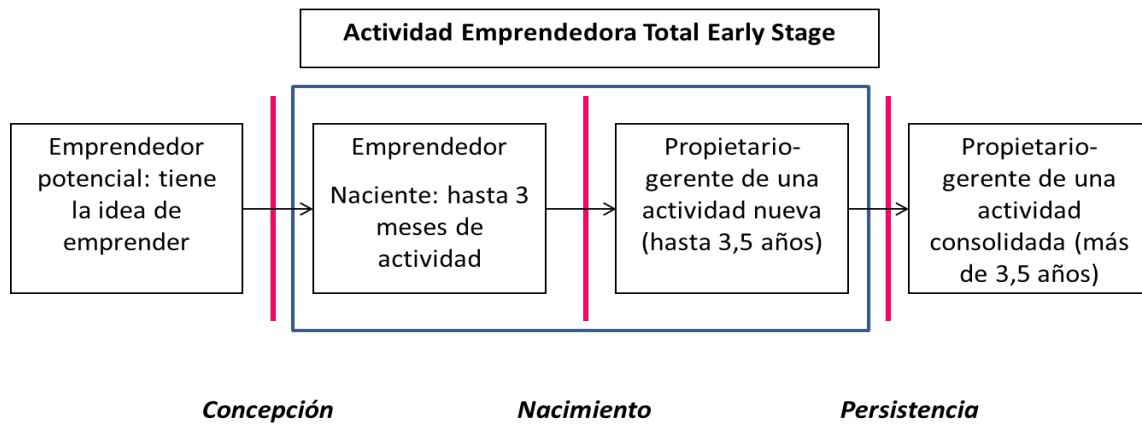 Actividad Emprendedora Total Early Stage
Emprendedor
potencial: tiene
la idea de
emprender
Emprendedor
Naciente: hasta 3
meses de
actividad
Propietario-
gerente de una
actividad nueva
(hasta 3,5 años)
Propietario-
gerente de una
actividad
consolidada (más
de 3,5 años)
Concepción
Nacimiento
Persistencia